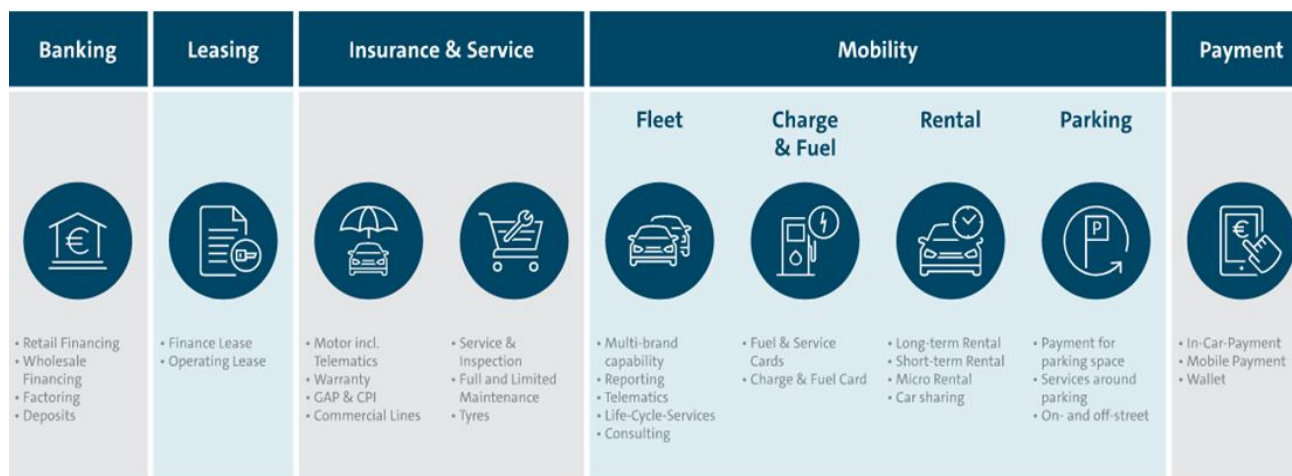 Banking
Leasing
Insurance & Service
Mobility
Payment
Fleet
Charge
& Fuel
Rental
Parking
€
P
€
• Retail Financing
• Wholesale
Financing
• Factoring
• Deposits
• Finance Lease
• Operating Lease
• Motor incl.
Telematics
• Warranty
• GAP & CPI
• Commercial Lines
• Service &
Inspection
• Full and Limited
Maintenance
• Tyres
• Multi-brand
capability
• Reporting
• Telematics
• Life-Cycle-Services
• Consulting
• Fuel & Service
Cards
• Charge & Fuel Card
• Long-term Rental
• Short-term Rental
• Micro Rental
• Car sharing
• Payment for
parking space
• Services around
parking
• On- and off-street
• In-Car-Payment
• Mobile Payment
• Wallet